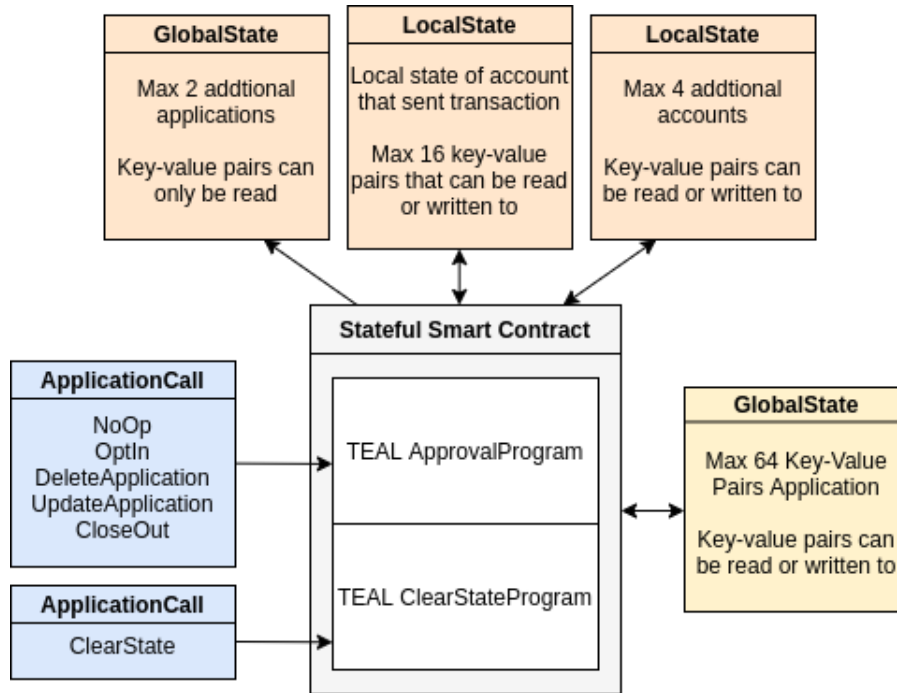 GlobalState
Max 2 addtional
applications
Key-value pairs can
only be read
LocalState
Local state of account
that sent transaction
Max 16 key-value
pairs that can be read
or written to
LocalState
Max 4 addtional
accounts
Key-value pairs can
be read or written to
Stateful Smart Contract
TEAL ApprovalProgram
TEAL ClearStateProgram
ApplicationCall
NoOp
OptIn
DeleteApplication
UpdateApplication
CloseOut
ApplicationCall
ClearState
GlobalState
Max 64 Key-Value
Pairs Application
Key-value pairs can
be read or written to